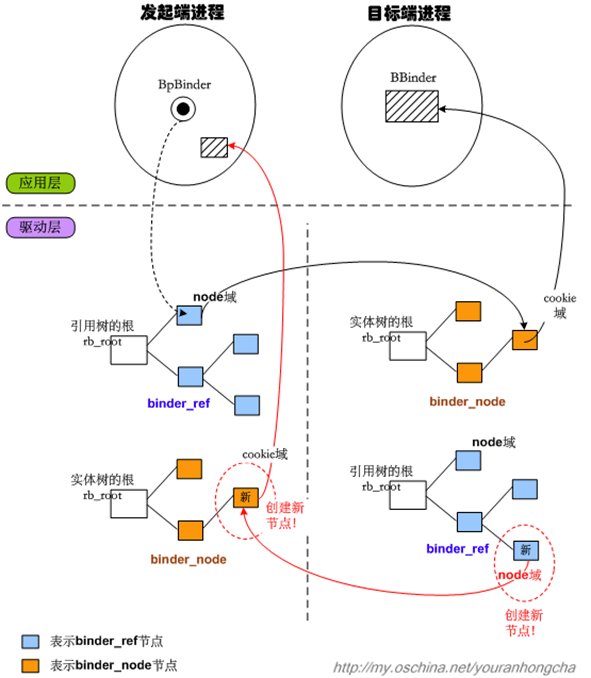 发起端进程
目标端进程
BpBinder
BBinder
应用层
驱动层
node域
cookie
域
引用树的根
rb_root
实体树的根
rb_root
binder_ref
binder_node
cookie域
node域
实体树的根
rb_root
新
创建新
节点!
引用树的根
rb_root
binder_node
binder_ref
新
node域
创建新
节点!
表示binder_ref节点
表示binder_node节点
http://my.oschina.net/youranhongcha